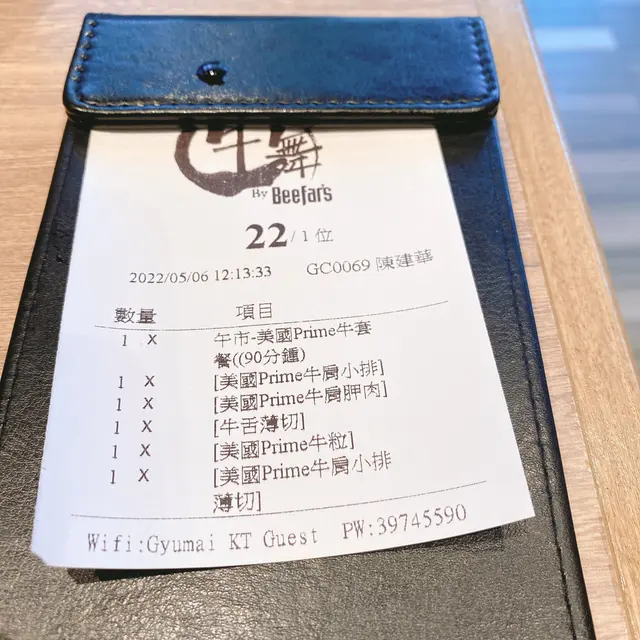 牛舞
By Beefar's
22 / 1 位
2022/05/06 12:13:33 GC0069 陳建華
數量 項目
1 X 午市-美國Prime牛套
餐((90分鐘)
1 X [美國Prime牛肩小排]
1 X [美國Prime牛肩胛肉]
1 X [牛舌薄切]
1 X [美國Prime牛粒]
1 X [美國Prime牛肩小排
薄切]
Wifi:Gyumai KT Guest PW:39745590